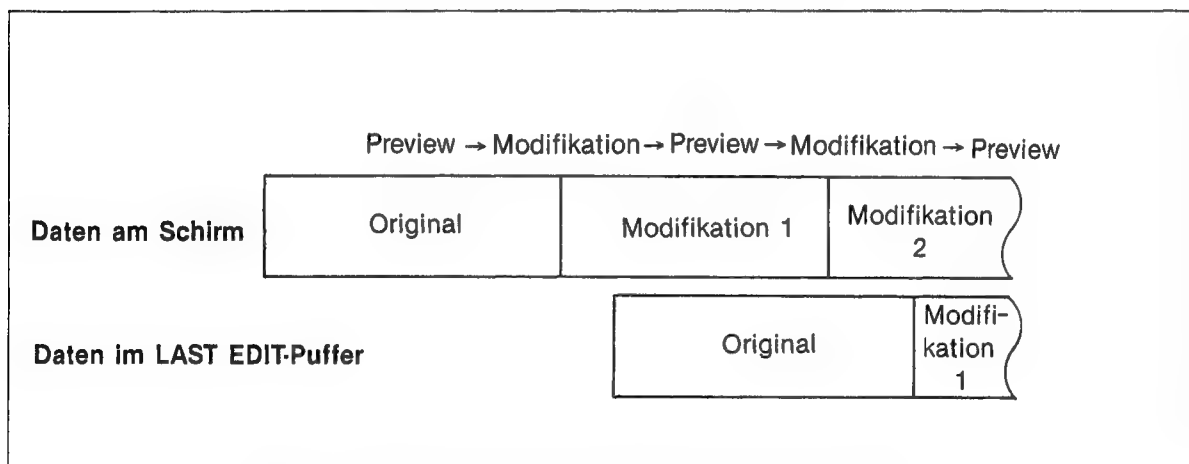 Preview → Modifikation → Preview → Modifikation → Preview
Daten am Schirm
Original
Modifikation 1
Modifikation
2
Daten im LAST EDIT-Puffer
Original
Modifi-
kation
1